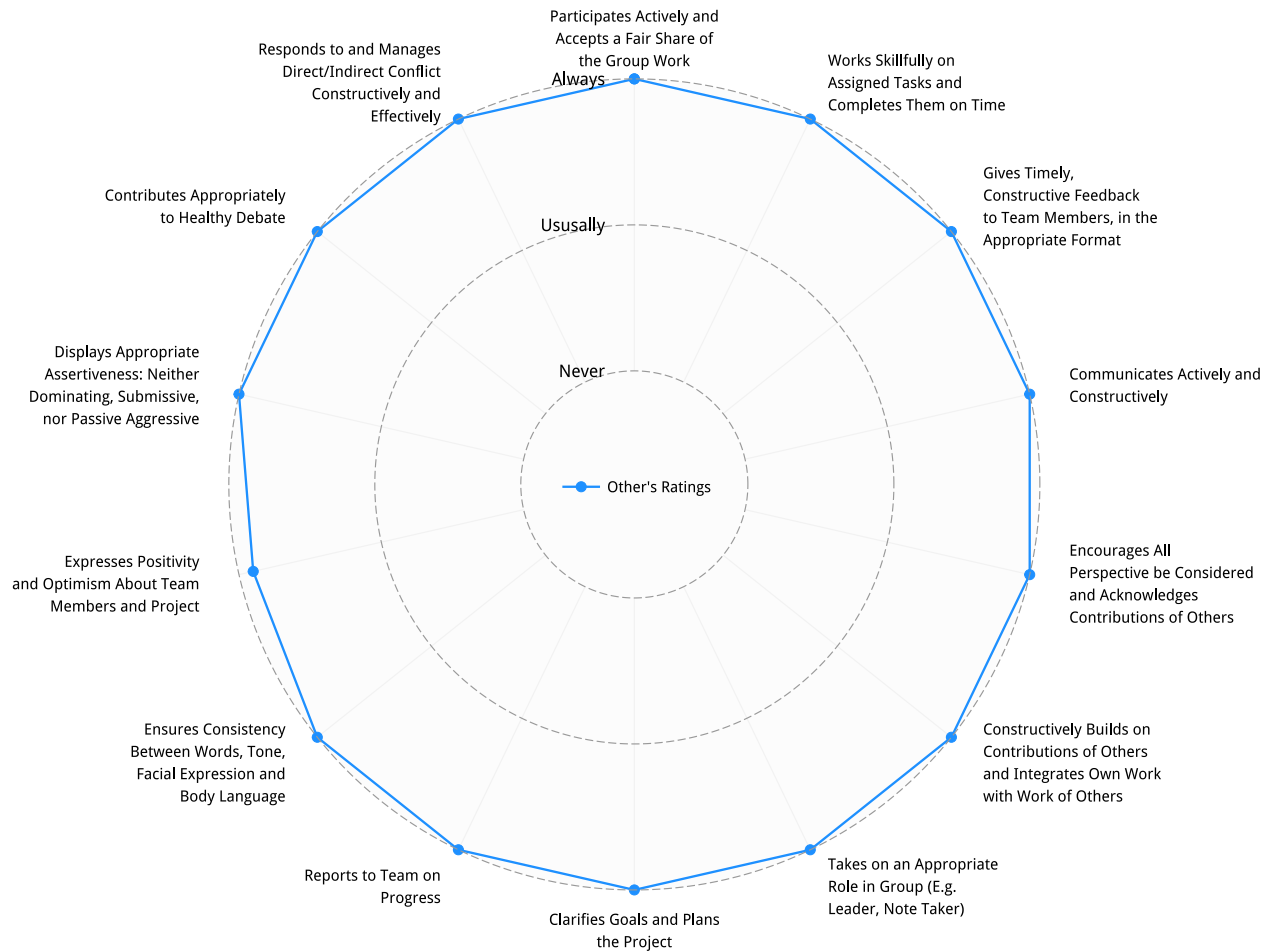 Participates Actively and
Accepts a Fair Share of
the Group Work
Always
Ususally
Never
Other's Ratings
Works Skillfully on
Assigned Tasks and
Completes Them on Time
Gives Timely,
Constructive Feedback
to Team Members, in the
Appropriate Format
Communicates Actively and
Constructively
Encourages All
Perspective be Considered
and Acknowledges
Contributions of Others
Constructively Builds on
Contributions of Others
and Integrates Own Work
with Work of Others
Takes on an Appropriate
Role in Group (E.g.
Leader, Note Taker)
Clarifies Goals and Plans
the Project
Reports to Team on
Progress
Ensures Consistency
Between Words, Tone,
Facial Expression and
Body Language
Expresses Positivity
and Optimism About Team
Members and Project
Displays Appropriate
Assertiveness: Neither
Dominating, Submissive,
nor Passive Aggressive
Contributes Appropriately
to Healthy Debate
Responds to and Manages
Direct/Indirect Conflict
Constructively and
Effectively